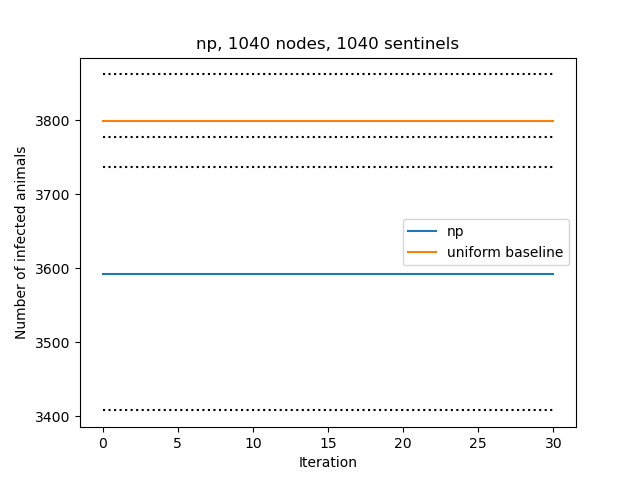 np, 1040 nodes, 1040 sentinels
Number of infected animals
3800
3700
3600
3500
3400
np
uniform baseline
0 5 10 15 20 25 30
Iteration